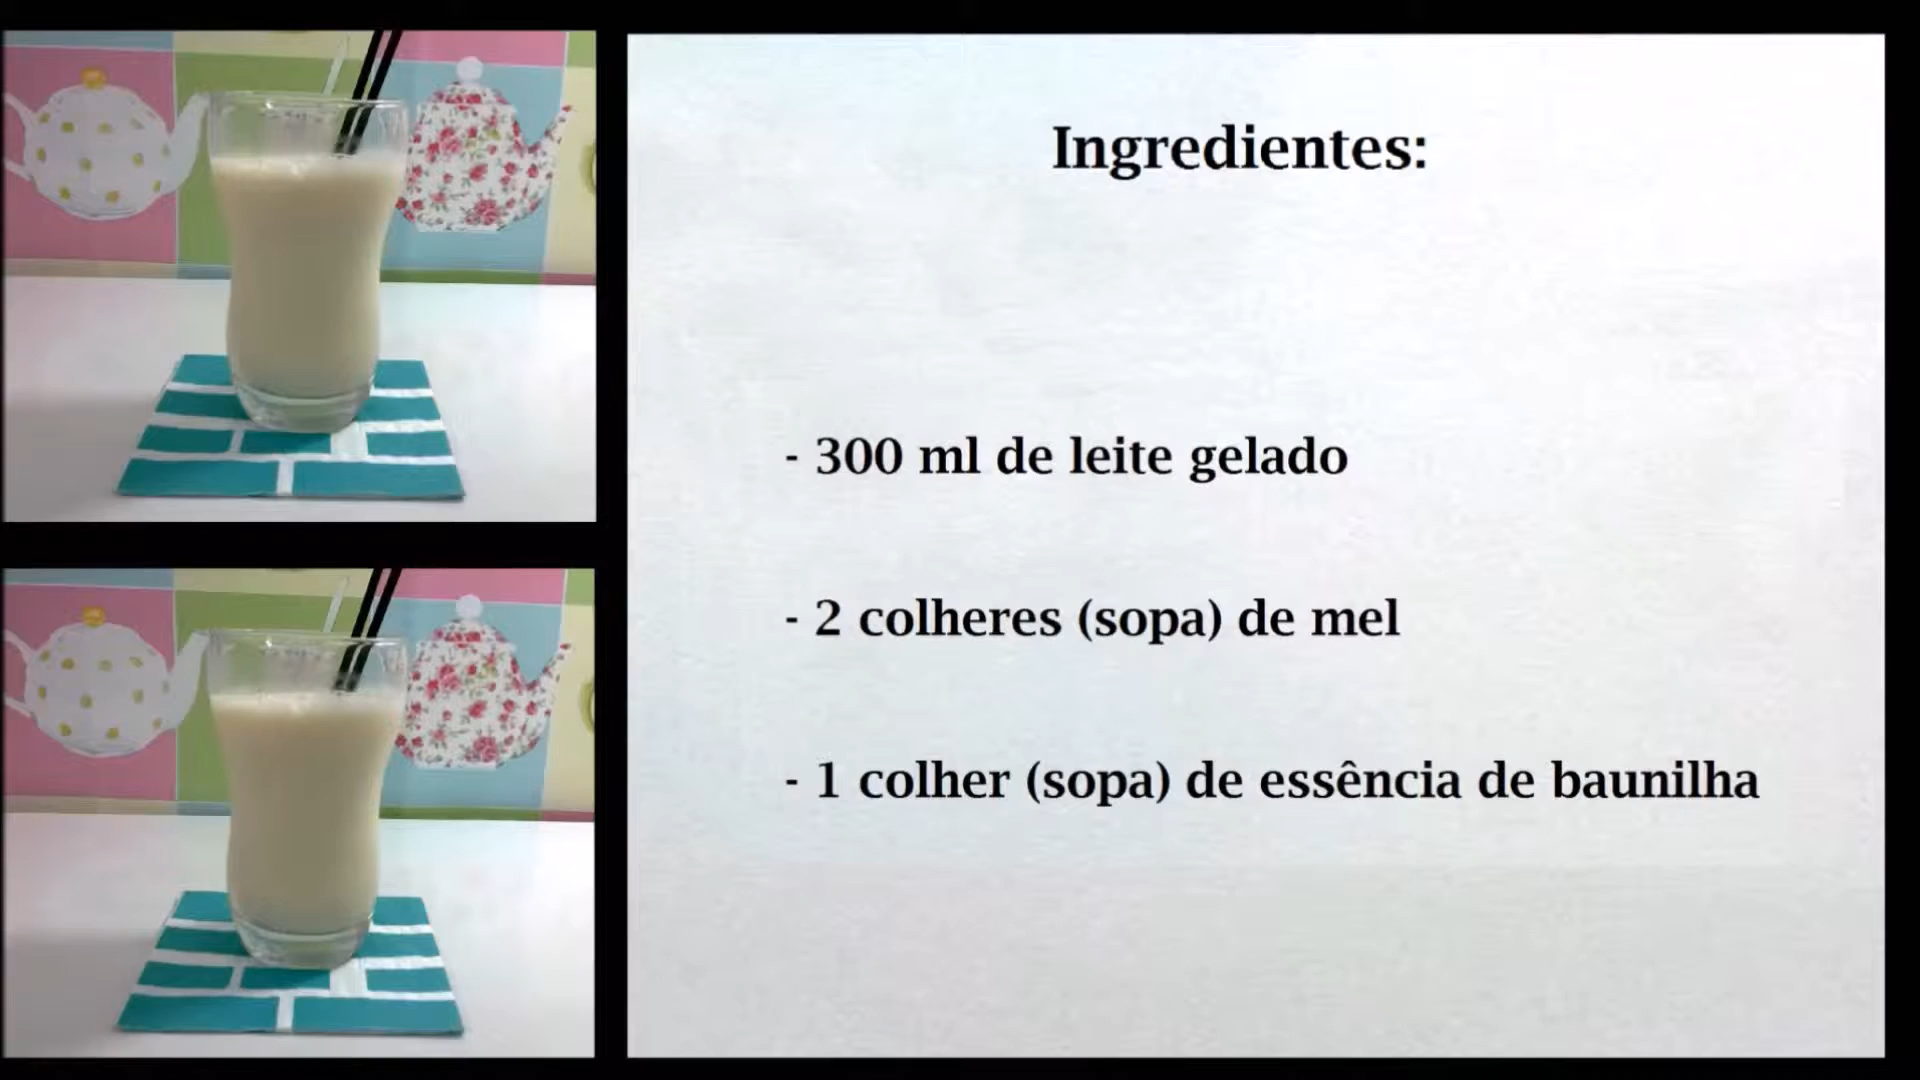 Ingredientes:
- 300 ml de leite gelado
- 2 colheres (sopa) de mel
- 1 colher (sopa) de essência de baunilha